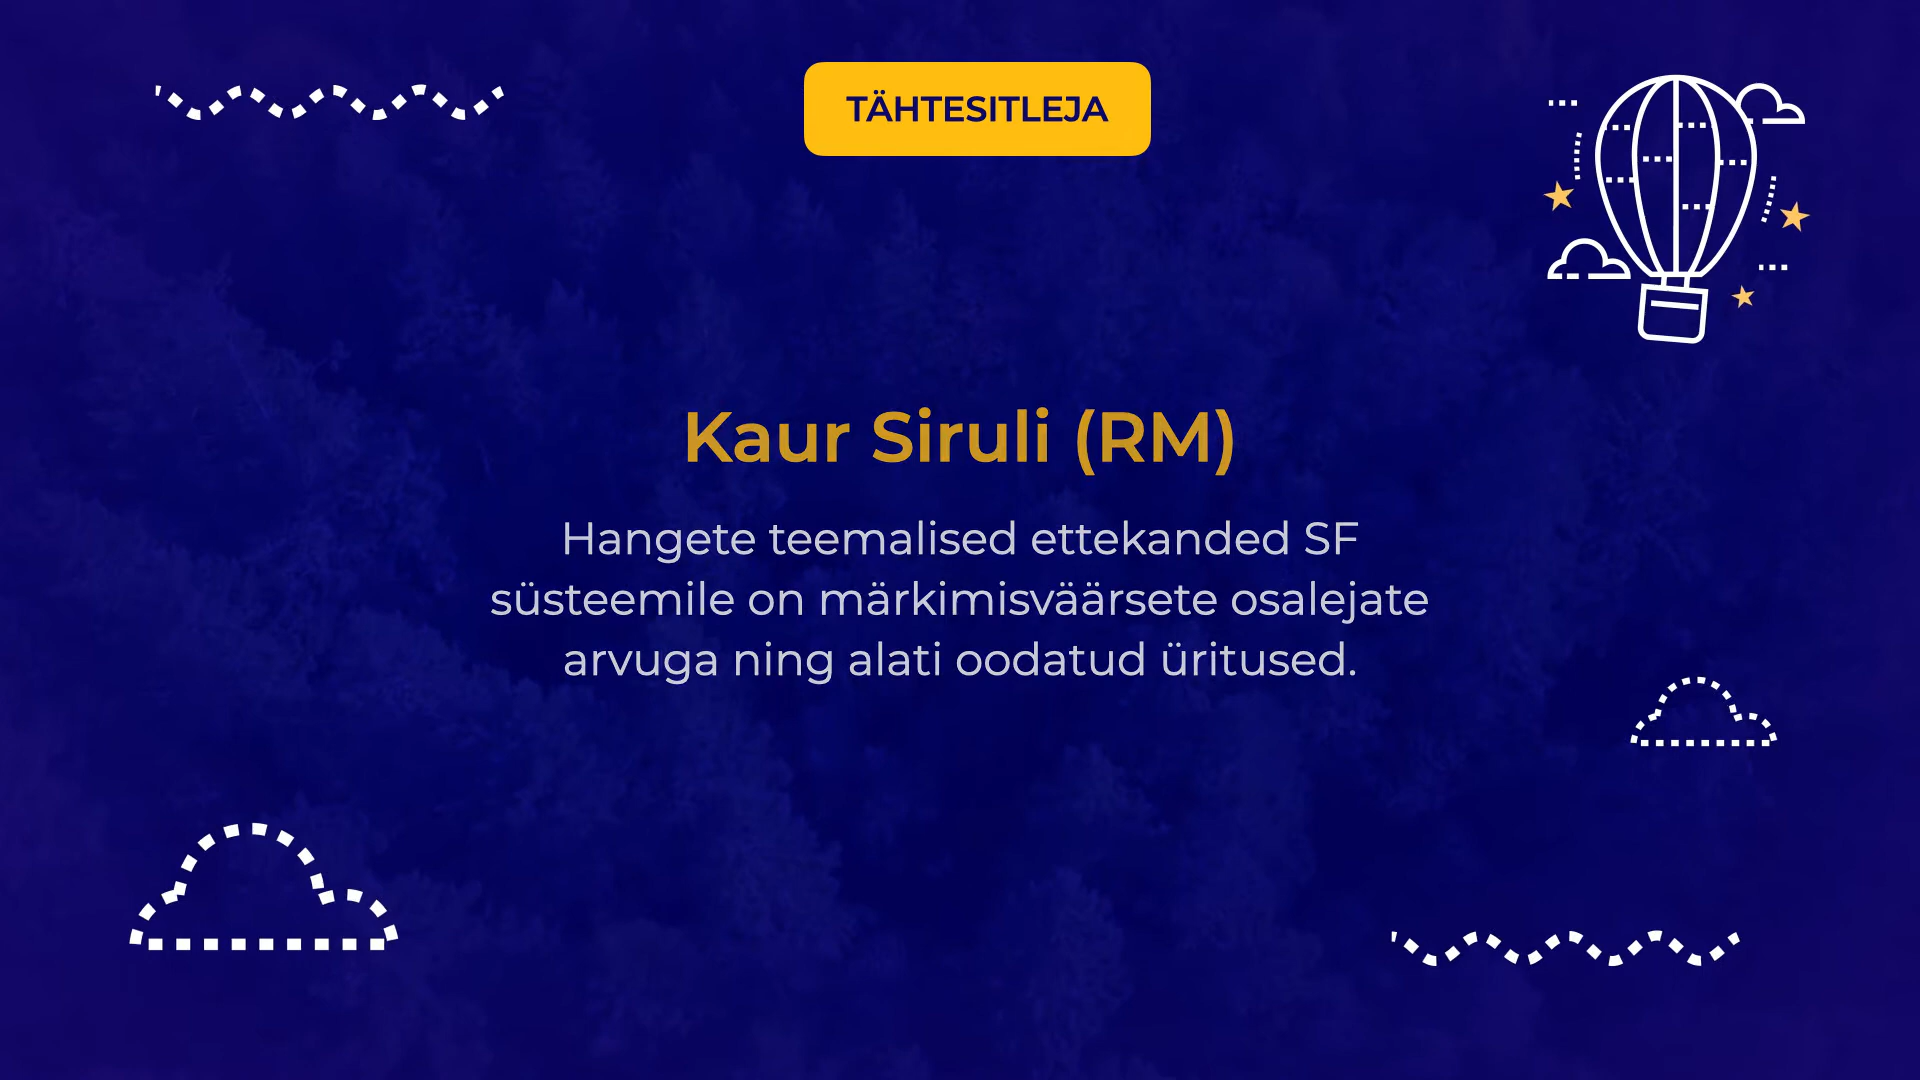 TÄHTESITLEJA
Kaur Siruli (RM)
Hangete teemalised ettekanded SF
süsteemile on märkimisväärsete osalejate
arvuga ning alati oodatud üritused.